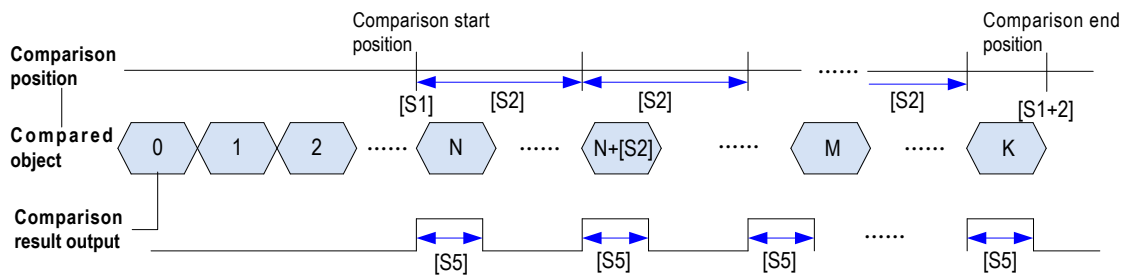 Comparison start
position
Comparison end
position
Comparison
position
......
[S1]
[S2]
[S2]
[S2]
[S1+2]
Compared
object
0
1
2
......
N
......
N+[S2]
......
M
......
K
Comparison
result output
......
[S5]
[S5]
[S5]
[S5]